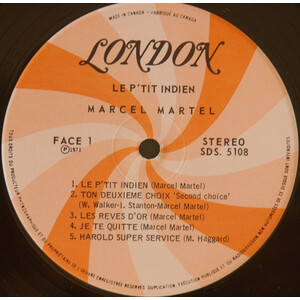 MADE IN CANADA - FABRIQUÉ AU CANADA
LONDON
LE P'TIT INDIEN
MARCEL MARTEL
FACE 1
STEREO
SDS. 5108
1. LE P'TIT INDIEN (Marcel Martel)
2. TON DEUXIEME CHOIX 'Second choice'
(W. Walker-I. Stanton-Marcel Martel)
3. LES REVES D'OR (Marcel Martel)
4. JE TE QUITTE (Marcel Martel)
5. HAROLD SUPER SERVICE (M. Haggard)